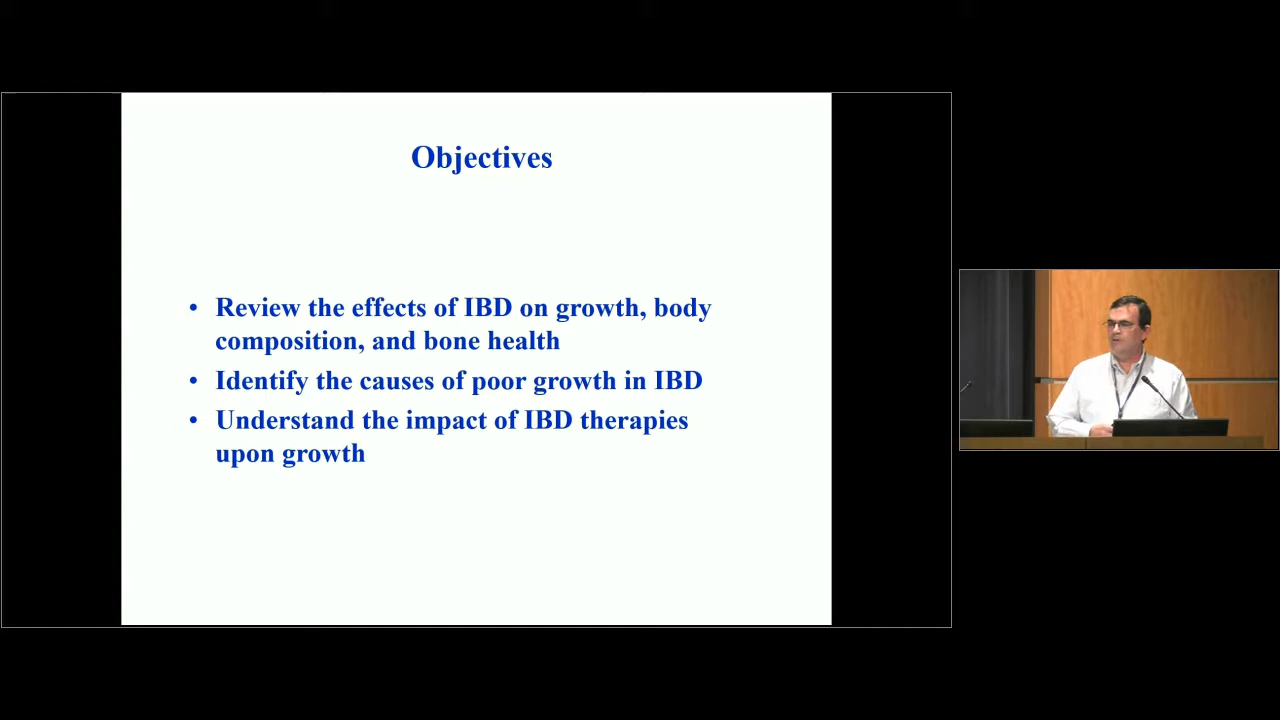 Objectives
• Review the effects of IBD on growth, body
composition, and bone health
• Identify the causes of poor growth in IBD
• Understand the impact of IBD therapies
upon growth